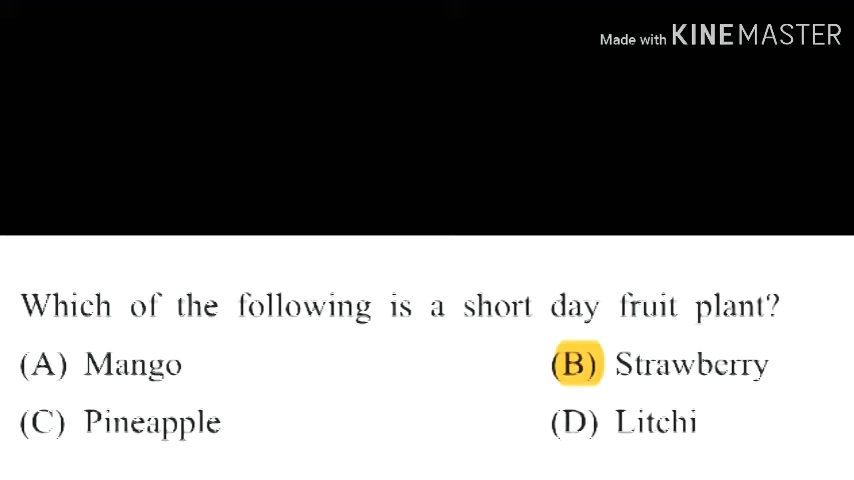 Made with KINEMASTER
Which of the following is a short day fruit plant?
(A) Mango (B) Strawberry
(C) Pineapple (D) Litchi